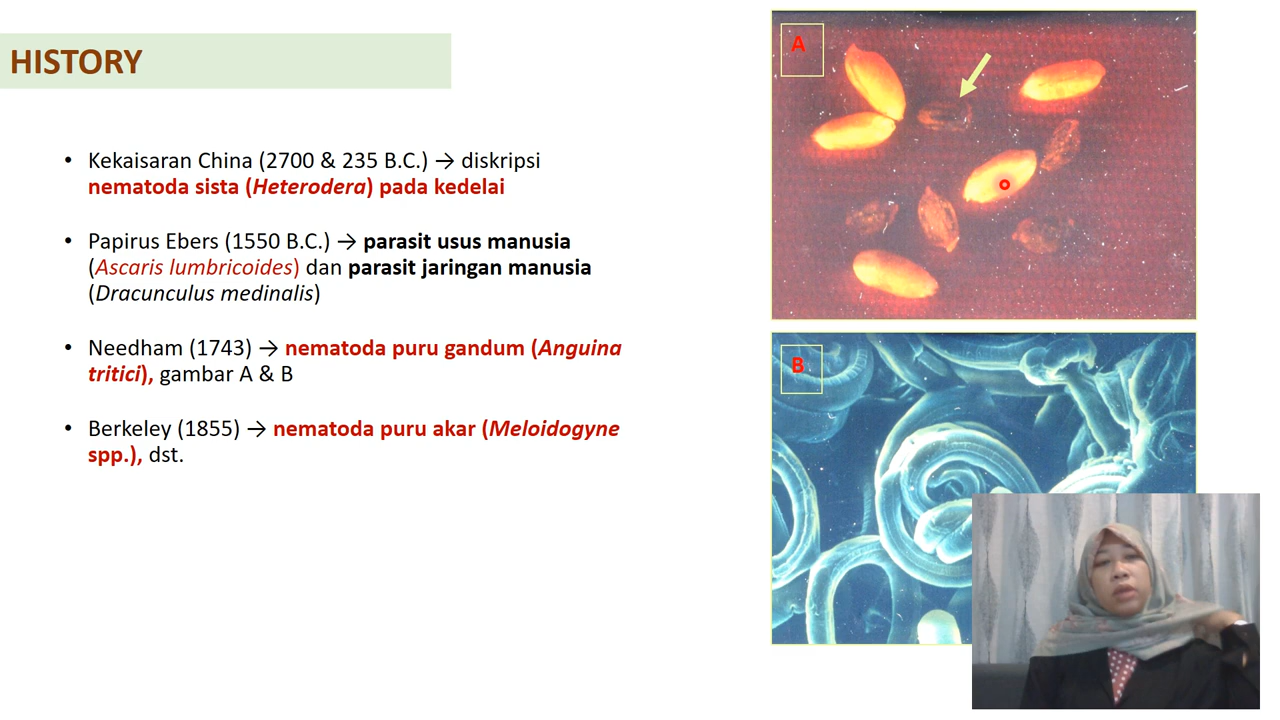 HISTORY
• Kekaisaran China (2700 & 235 B.C.) → diskripsi
nematoda sista (Heterodera) pada kedelai
• Papirus Ebers (1550 B.C.) → parasit usus manusia
(Ascaris lumbricoides) dan parasit jaringan manusia
(Dracunculus medinalis)
• Needham (1743) → nematoda puru gandum (Anguina
tritici), gambar A & B
• Berkeley (1855) → nematoda puru akar (Meloidogyne
spp.), dst.
A
B